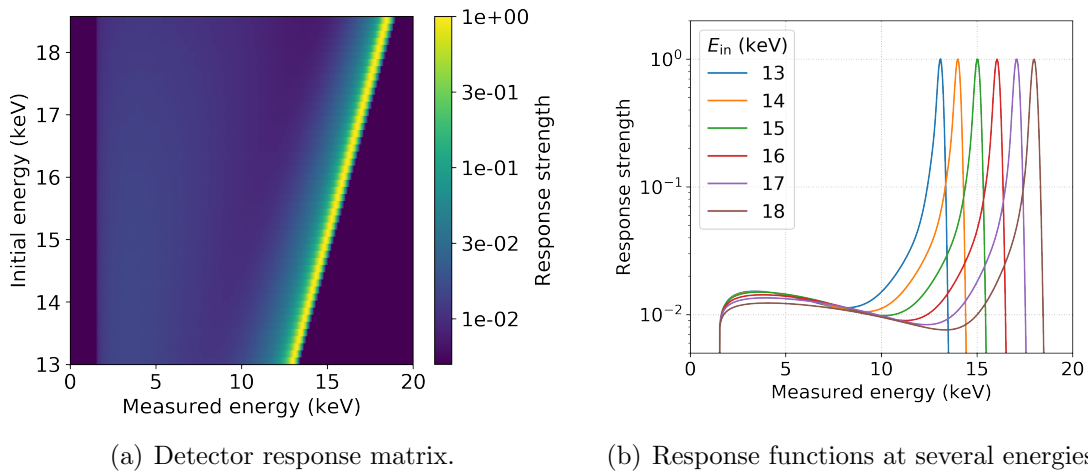 18
17
16
15
14
13
Initial energy (keV)
0 5 10 15 20
Measured energy (keV)
1e+00
3e-01
1e-01
3e-02
1e-02
Response strength
(a) Detector response matrix.
E_in (keV)
13
14
15
16
17
18
10⁰
10⁻¹
10⁻²
Response strength
0 5 10 15 20
Measured energy (keV)
(b) Response functions at several energies